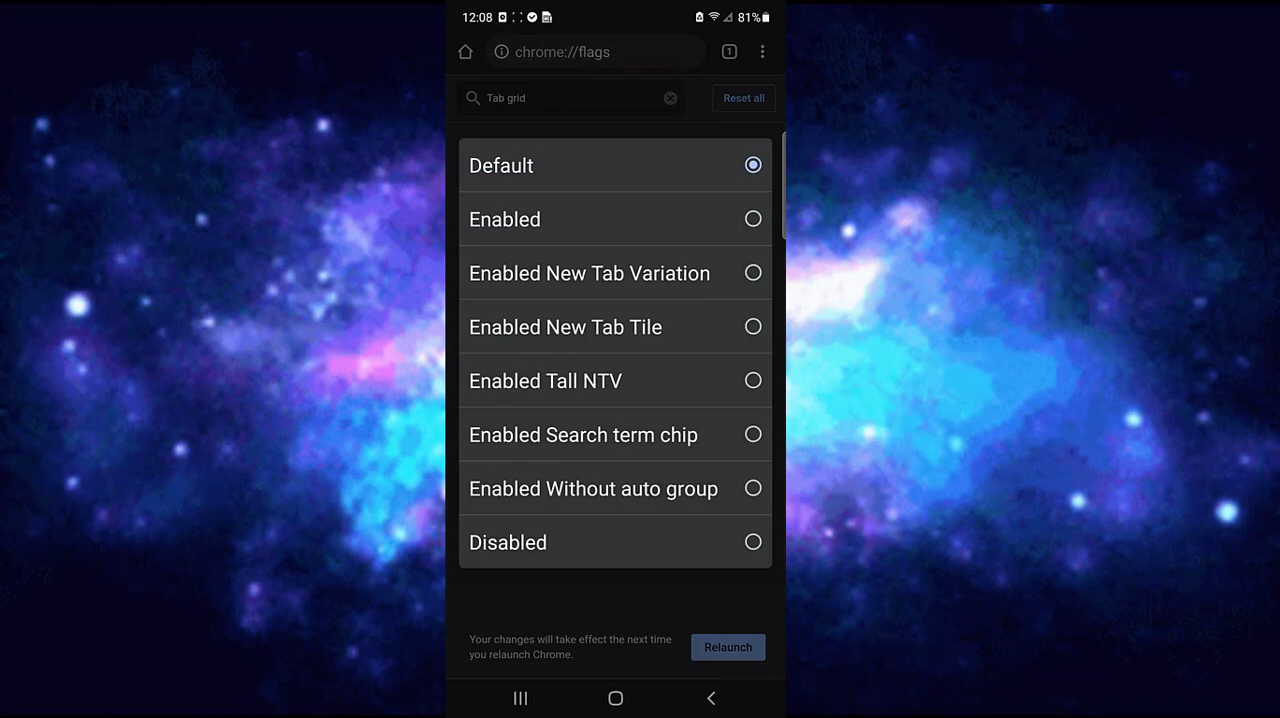 12:08
81%
chrome://flags
1
Tab grid
Reset all
Default
Enabled
Enabled New Tab Variation
Enabled New Tab Tile
Enabled Tall NTV
Enabled Search term chip
Enabled Without auto group
Disabled
Your changes will take effect the next time
you relaunch Chrome.
Relaunch